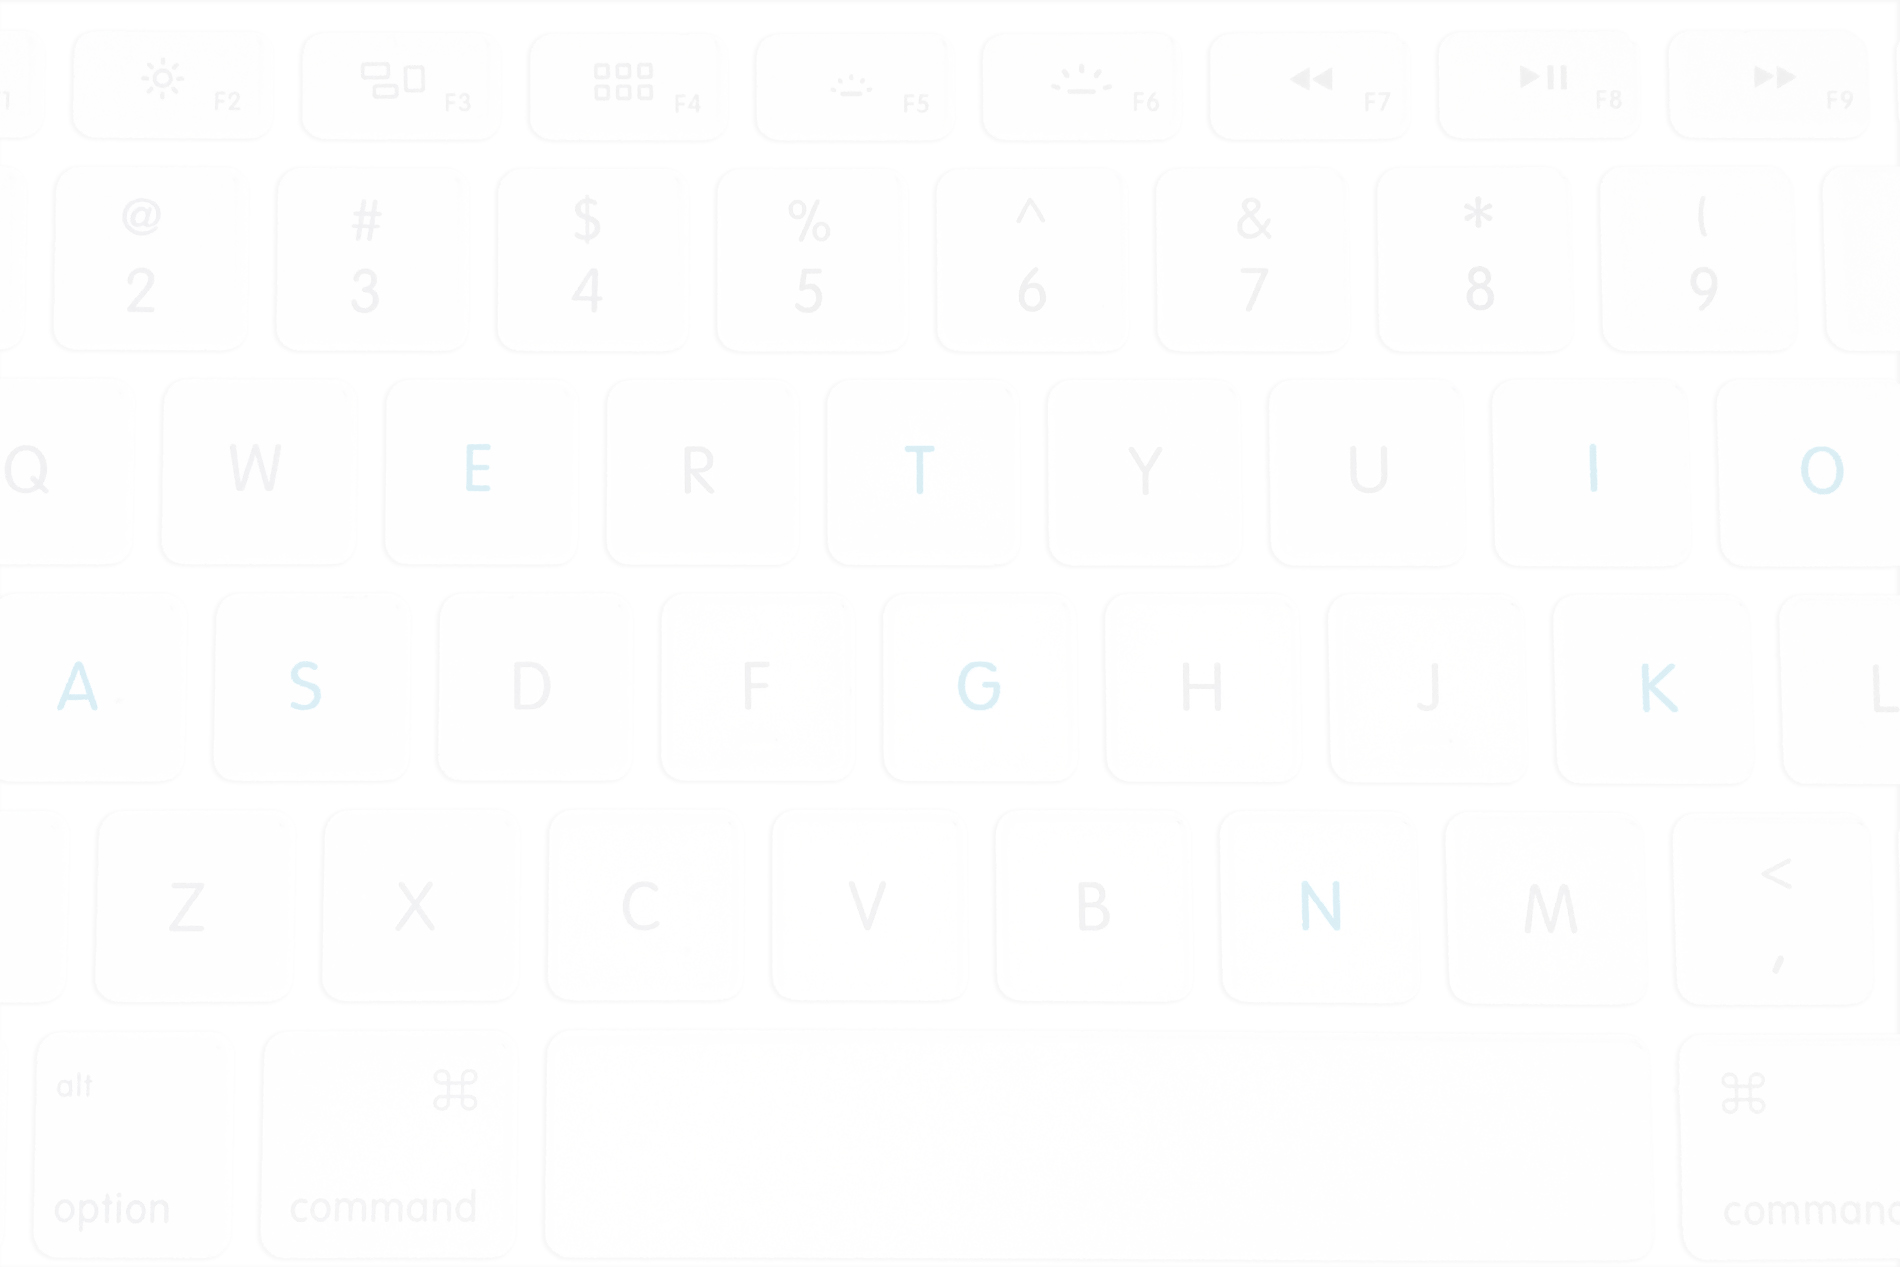 F2 F3 F4 F5 F6 F7 F8 F9
@ # $ % ^ & * (
2 3 4 5 6 7 8 9
Q W E R T Y U I O
A S D F G H J K L
Z X C V B N M <
,
alt ⌘ ⌘
option command command